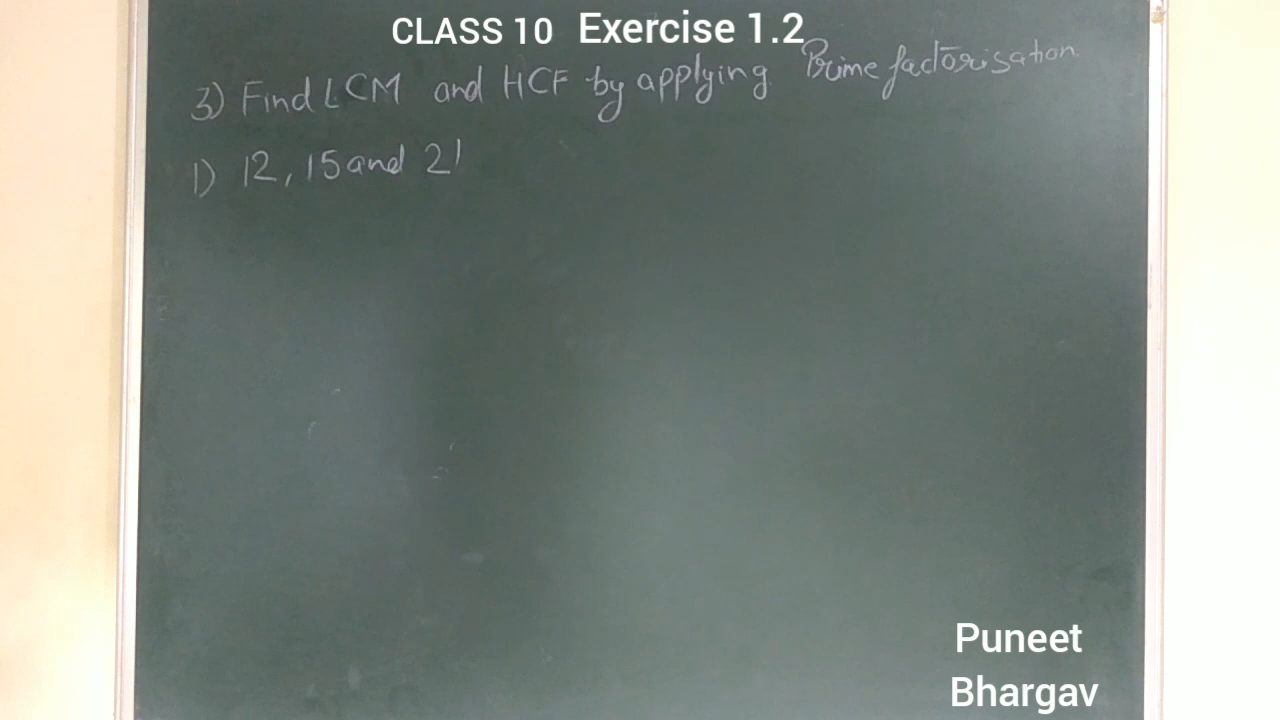 CLASS 10 Exercise 1.2
3) Find LCM and HCF by applying Prime factorisation.
1) 12, 15 and 21
Puneet
Bhargav